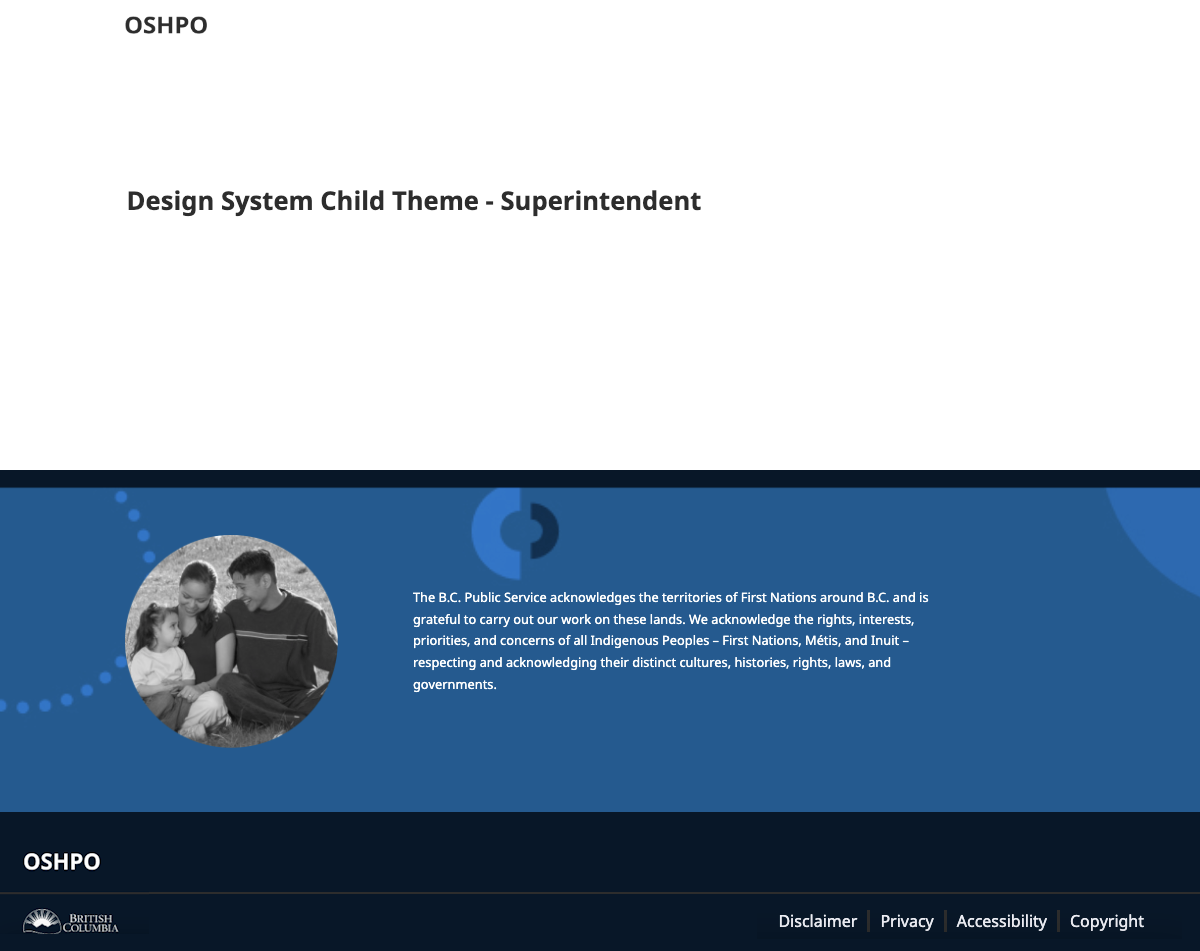 OSHPO
Design System Child Theme - Superintendent
The B.C. Public Service acknowledges the territories of First Nations around B.C. and is
grateful to carry out our work on these lands. We acknowledge the rights, interests,
priorities, and concerns of all Indigenous Peoples – First Nations, Métis, and Inuit –
respecting and acknowledging their distinct cultures, histories, rights, laws, and
governments.
OSHPO
BRITISH
COLUMBIA
Disclaimer Privacy Accessibility Copyright